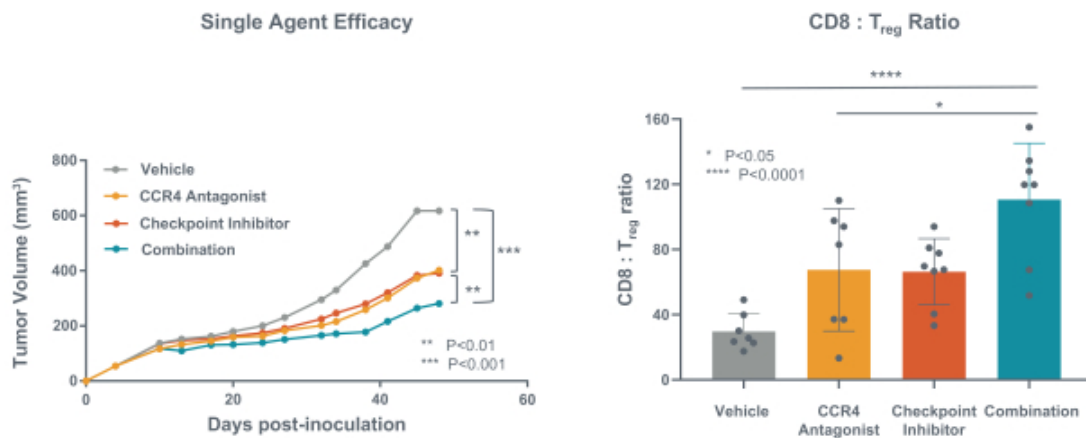 Single Agent Efficacy
800
600
400
200
0
Tumor Volume (mm³)
Vehicle
CCR4 Antagonist
Checkpoint Inhibitor
Combination
**
***
**
** P<0.01
*** P<0.001
0
20
40
60
Days post-inoculation
CD8 : Treg Ratio
****
*
160
120
80
40
0
CD8 : Treg ratio
* P<0.05
**** P<0.0001
Vehicle
CCR4
Antagonist
Checkpoint
Inhibitor
Combination